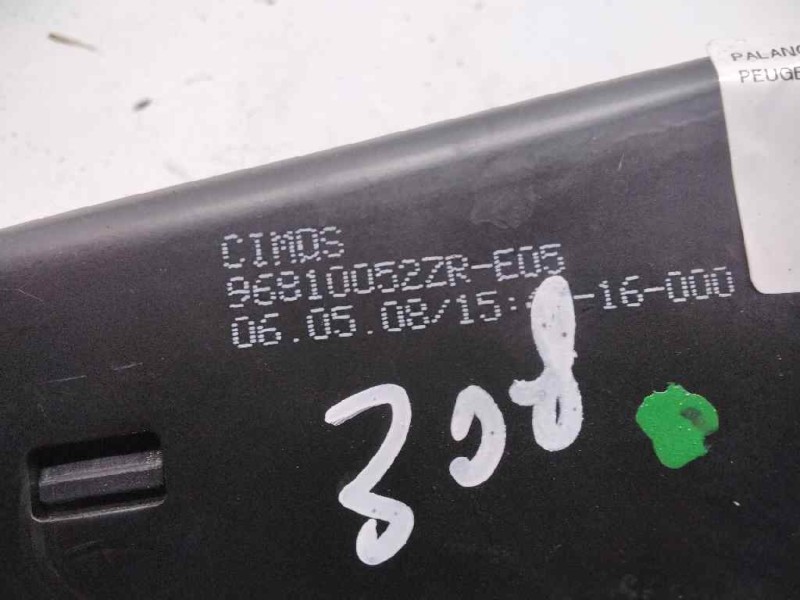 PALANC
PEUGE
CIMOS
96810052ZR-E05
06.05.08/15: -16-000
308